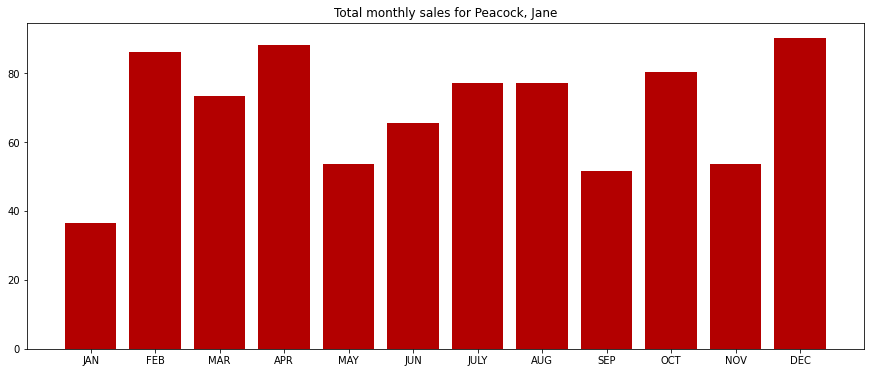 Total monthly sales for Peacock, Jane
80
60
40
20
0
JAN FEB MAR APR MAY JUN JULY AUG SEP OCT NOV DEC